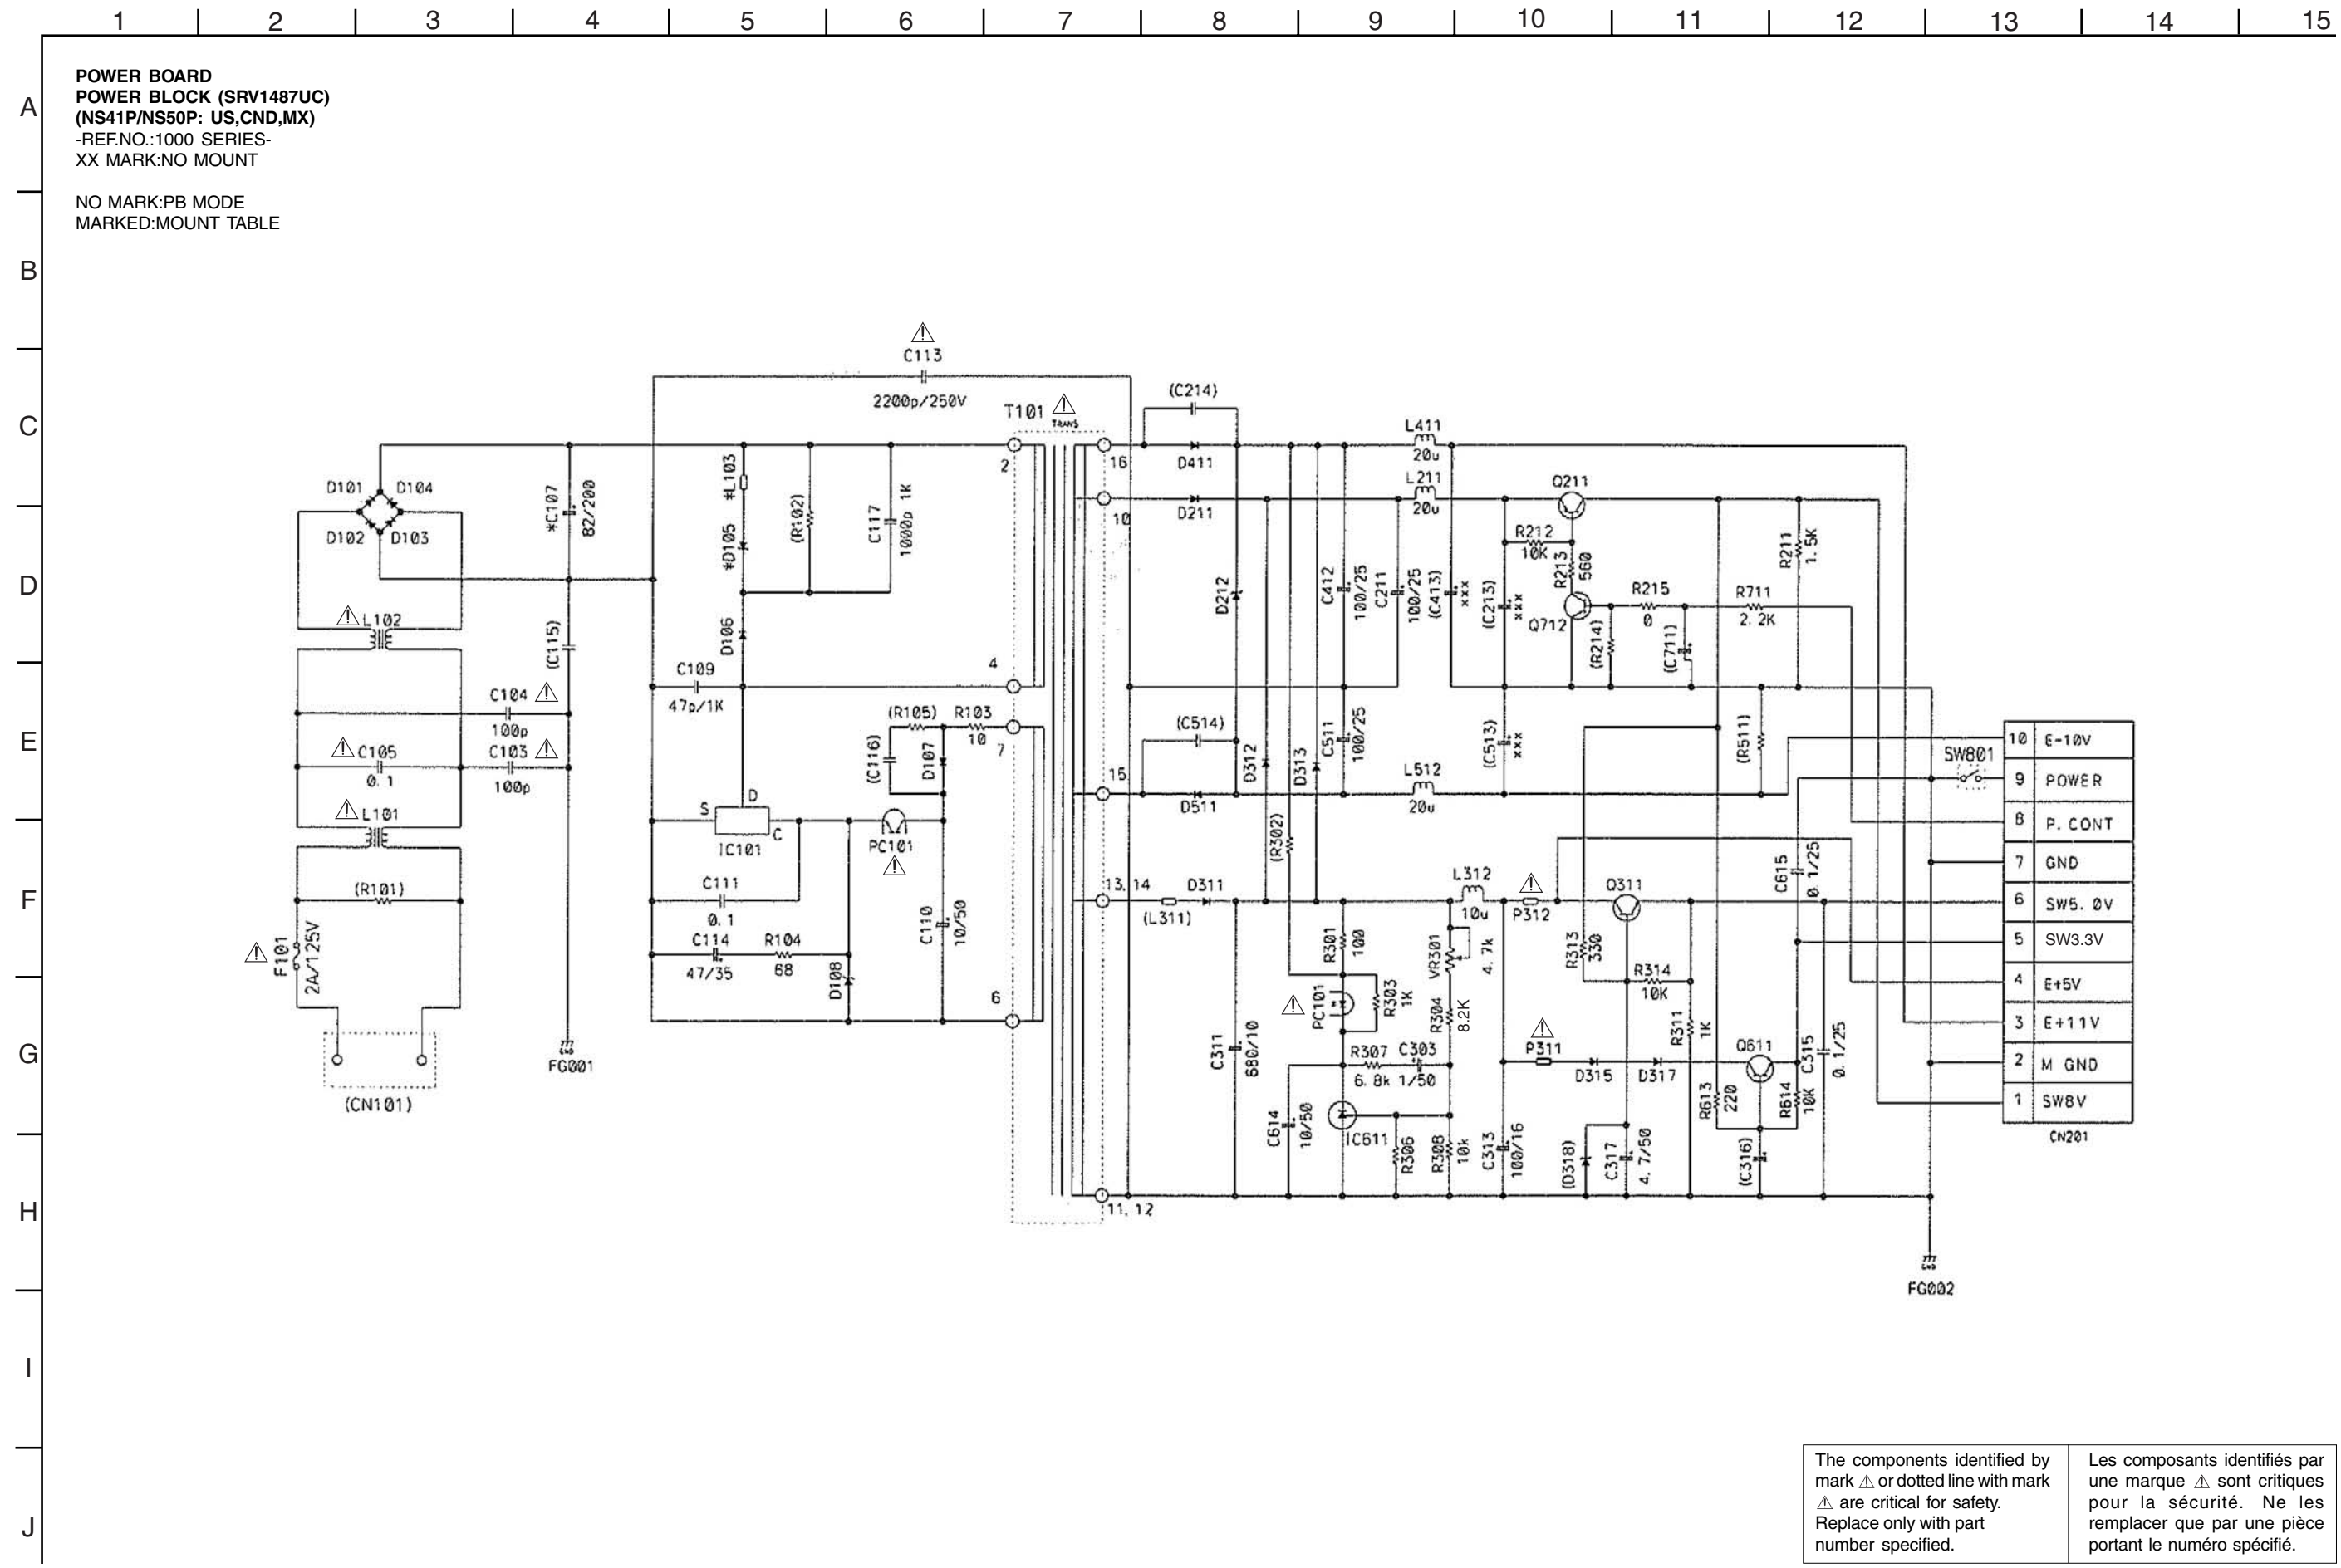 1 2 3 4 5 6 7 8 9 10 11 12 13 14 15
A
B
C
D
E
F
G
H
I
J
POWER BOARD
POWER BLOCK (SRV1487UC)
(NS41P/NS50P: US,CND,MX)
-REF.NO.:1000 SERIES-
XX MARK:NO MOUNT
NO MARK:PB MODE
MARKED:MOUNT TABLE
C113
2200p/250V
T101
TRANS
2
4
7
6
16
10
15
13, 14
11, 12
D101
D104
D102
D103
*C107
82/200
*L103
*D105
(R102)
C117
1000p 1K
D106
L102
(C115)
C104
100p
C105
0.1
C103
100p
L101
(R101)
F101
2A/125V
(CN101)
FG001
C109
47p/1K
(R105)
R103
10
(C116)
D107
S
D
C
IC101
PC101
C111
0.1
C114
47/35
R104
68
D108
C110
10/50
(C214)
D411
D211
D212
(C514)
D511
D312
D313
(R302)
C412
100/25
C211
100/25
(C413)
xxx
C511
100/25
L411
20u
L211
20u
L512
20u
(C213)
xxx
(C513)
xxx
Q211
R212
10K
R213
560
Q712
R215
0
(R214)
(C711)
R711
2.2K
R211
1.5K
(R511)
D311
(L311)
L312
10u
P312
Q311
R301
100
VR301
4.7k
PC101
R303
1K
R304
8.2K
C311
680/10
R307
6.8k
C303
1/50
C614
10/50
IC611
R306
R308
10k
C313
100/16
P311
D315
D317
R313
330
R314
10K
R311
1K
(D318)
C317
4.7/50
R613
220
Q611
(C316)
R614
10K
C315
0.1/25
C615
0.1/25
SW801
10 E-10V
9 POWER
8 P. CONT
7 GND
6 SW5.0V
5 SW3.3V
4 E+5V
3 E+11V
2 M GND
1 SW8V
CN201
GND
FG002
The components identified by
mark ⚠ or dotted line with mark
⚠ are critical for safety.
Replace only with part
number specified.
Les composants identifiés par
une marque ⚠ sont critiques
pour la sécurité. Ne les
remplacer que par une pièce
portant le numéro spécifié.